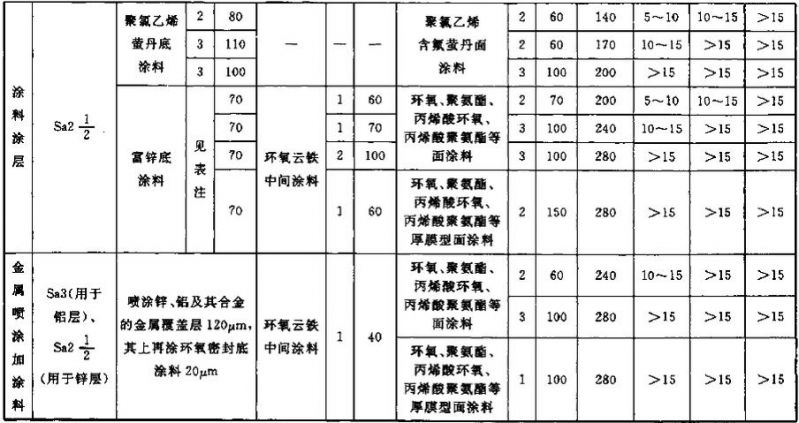 涂料涂层
Sa2 1/2
聚氯乙烯
萤丹底
涂料
2 80
3 110
3 100
— — —
聚氯乙烯
含氟萤丹面
涂料
2 60 140 5~10 10~15 >15
2 60 170 10~15 >15 >15
3 100 200 >15 >15 >15
富锌底
涂料
见表注
70
70
70
70
环氧云铁
中间涂料
1 60
1 70
2 100
1 60
环氧、聚氨酯、
丙烯酸环氧、
丙烯酸聚氨酯等
面涂料
2 70 200 5~10 10~15 >15
3 100 240 10~15 >15 >15
3 100 280 >15 >15 >15
环氧、聚氨酯、
丙烯酸环氧、
丙烯酸聚氨酯等
厚膜型面涂料
2 150 280 >15 >15 >15
金属喷涂加涂料
Sa3(用于
铝层)、
Sa2 1/2
(用于锌层)
喷涂锌、铝及其合金
的金属覆盖层 120μm,
其上再涂环氧密封底
涂料 20μm
环氧云铁
中间涂料
1 40
环氧、聚氨酯、
丙烯酸环氧、
丙烯酸聚氨酯等
面涂料
2 60 240 10~15 >15 >15
3 100 280 >15 >15 >15
环氧、聚氨酯、
丙烯酸环氧、
丙烯酸聚氨酯等
厚膜型面涂料
1 100 280 >15 >15 >15